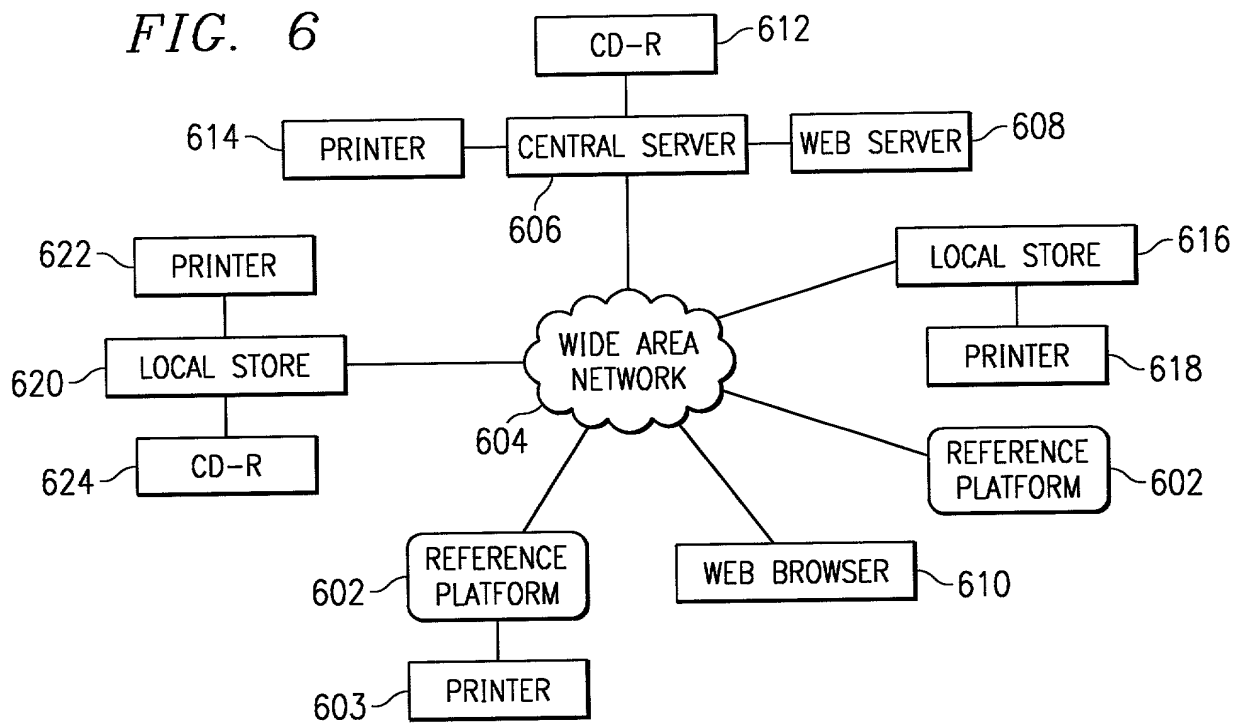 FIG. 6
CD-R
612
614
PRINTER
CENTRAL SERVER
WEB SERVER
608
606
622
PRINTER
LOCAL STORE
616
620
LOCAL STORE
WIDE AREA
NETWORK
604
PRINTER
618
624
CD-R
REFERENCE
PLATFORM
602
602
REFERENCE
PLATFORM
WEB BROWSER
610
603
PRINTER